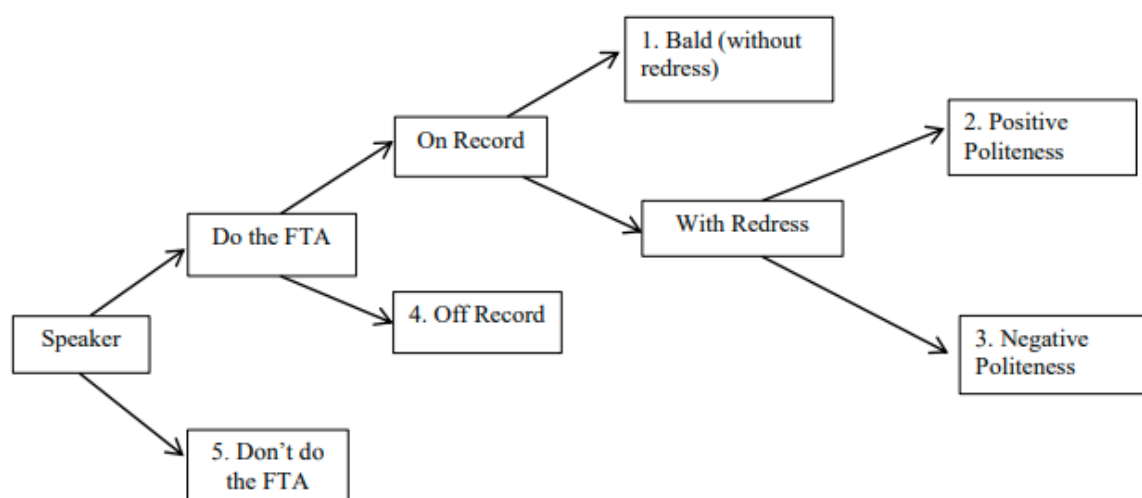 1. Bald (without
redress)
On Record
2. Positive
Politeness
Do the FTA
With Redress
4. Off Record
Speaker
3. Negative
Politeness
5. Don’t do
the FTA